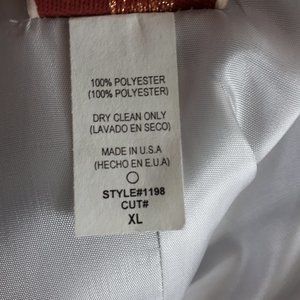 100% POLYESTER
(100% POLYESTER)
DRY CLEAN ONLY
(LAVADO EN SECO)
MADE IN U.S.A
(HECHO EN E.U.A)
STYLE#1198
CUT#
XL